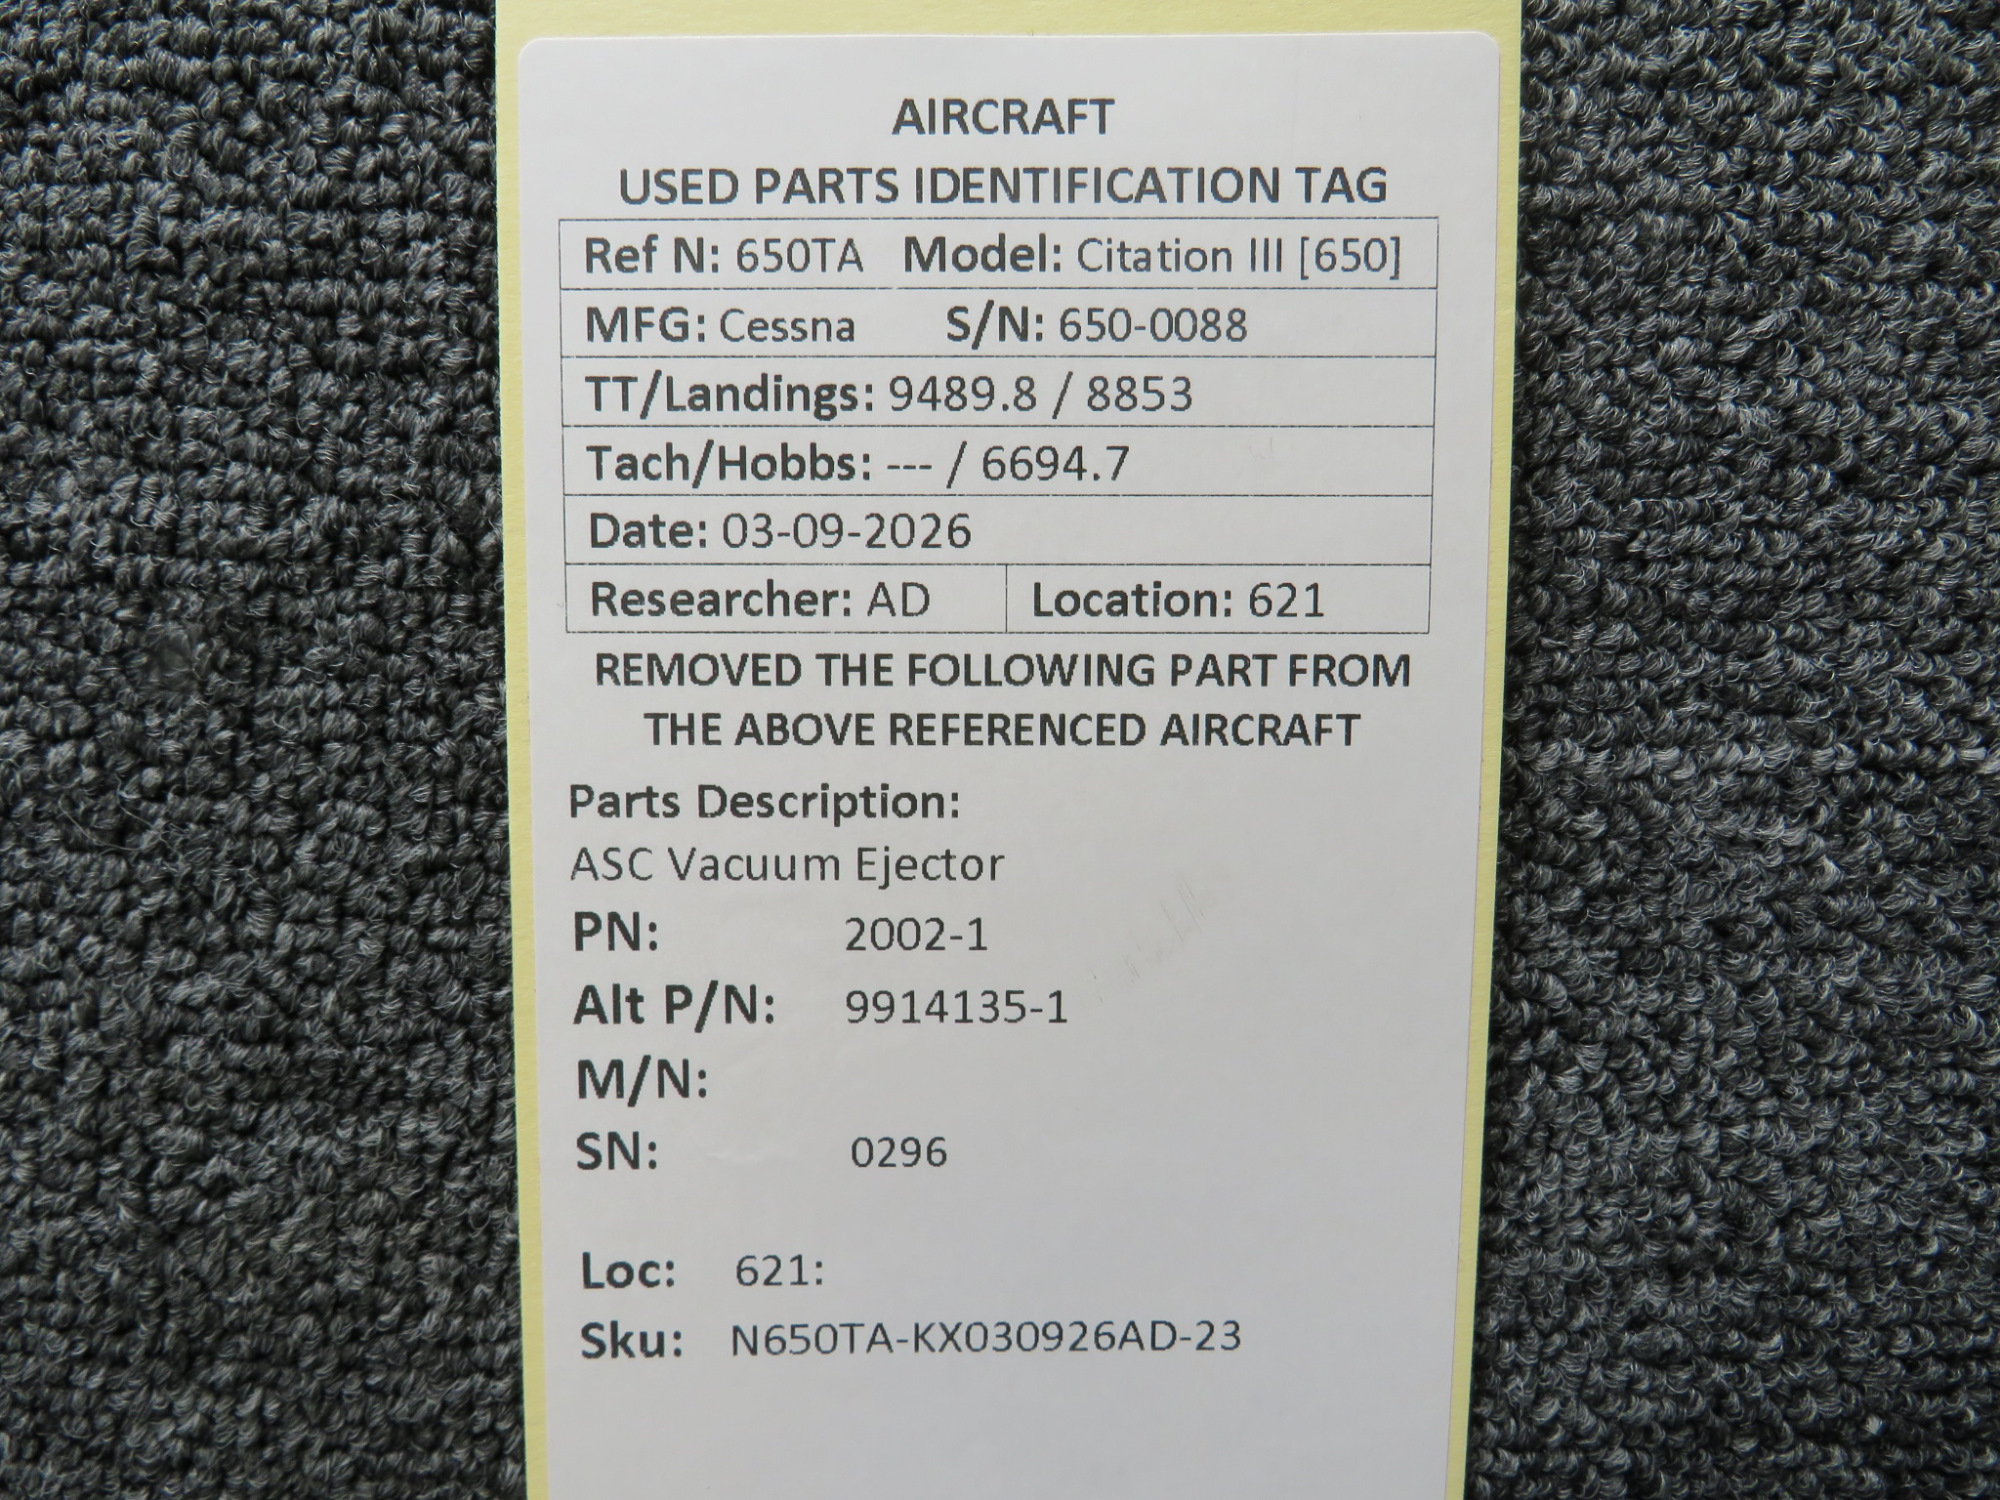 AIRCRAFT
USED PARTS IDENTIFICATION TAG
Ref N: 650TA Model: Citation III [650]
MFG: Cessna S/N: 650-0088
TT/Landings: 9489.8 / 8853
Tach/Hobbs: --- / 6694.7
Date: 03-09-2026
Researcher: AD Location: 621
REMOVED THE FOLLOWING PART FROM
THE ABOVE REFERENCED AIRCRAFT
Parts Description:
ASC Vacuum Ejector
PN: 2002-1
Alt P/N: 9914135-1
M/N:
SN: 0296
Loc: 621:
Sku: N650TA-KX030926AD-23